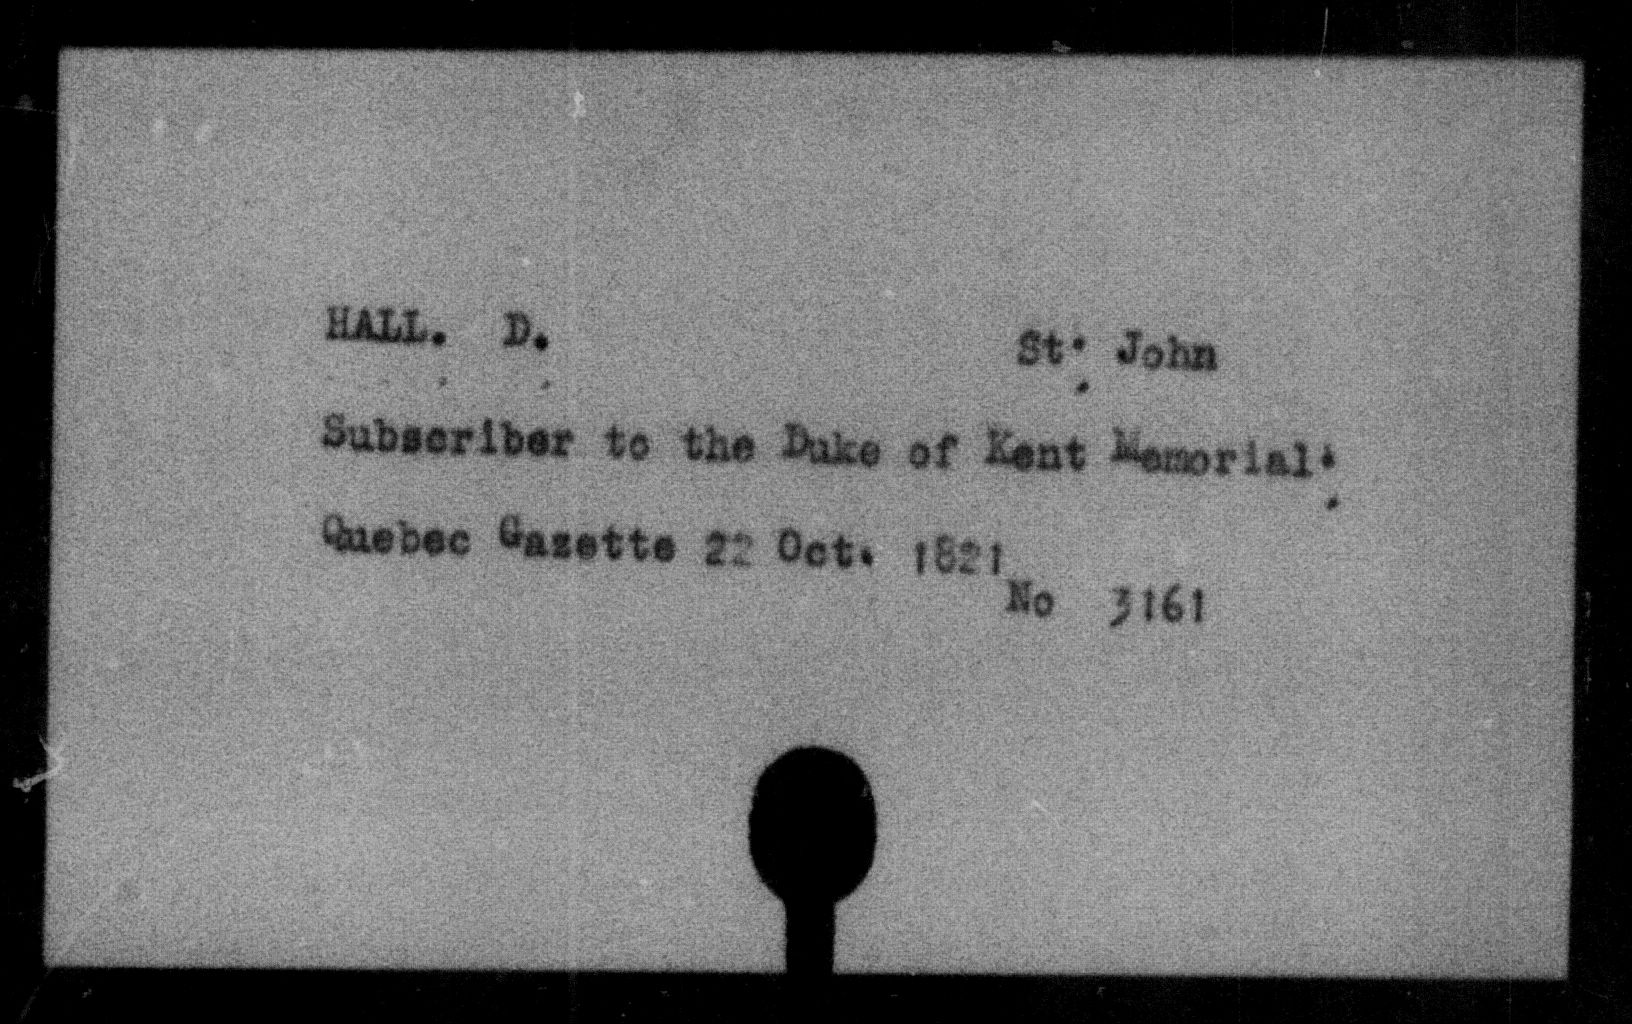 HALL. D. St. John
Subscriber to the Duke of Kent Memorial.
Quebec Gazette 22 Oct. 1821
No 3161